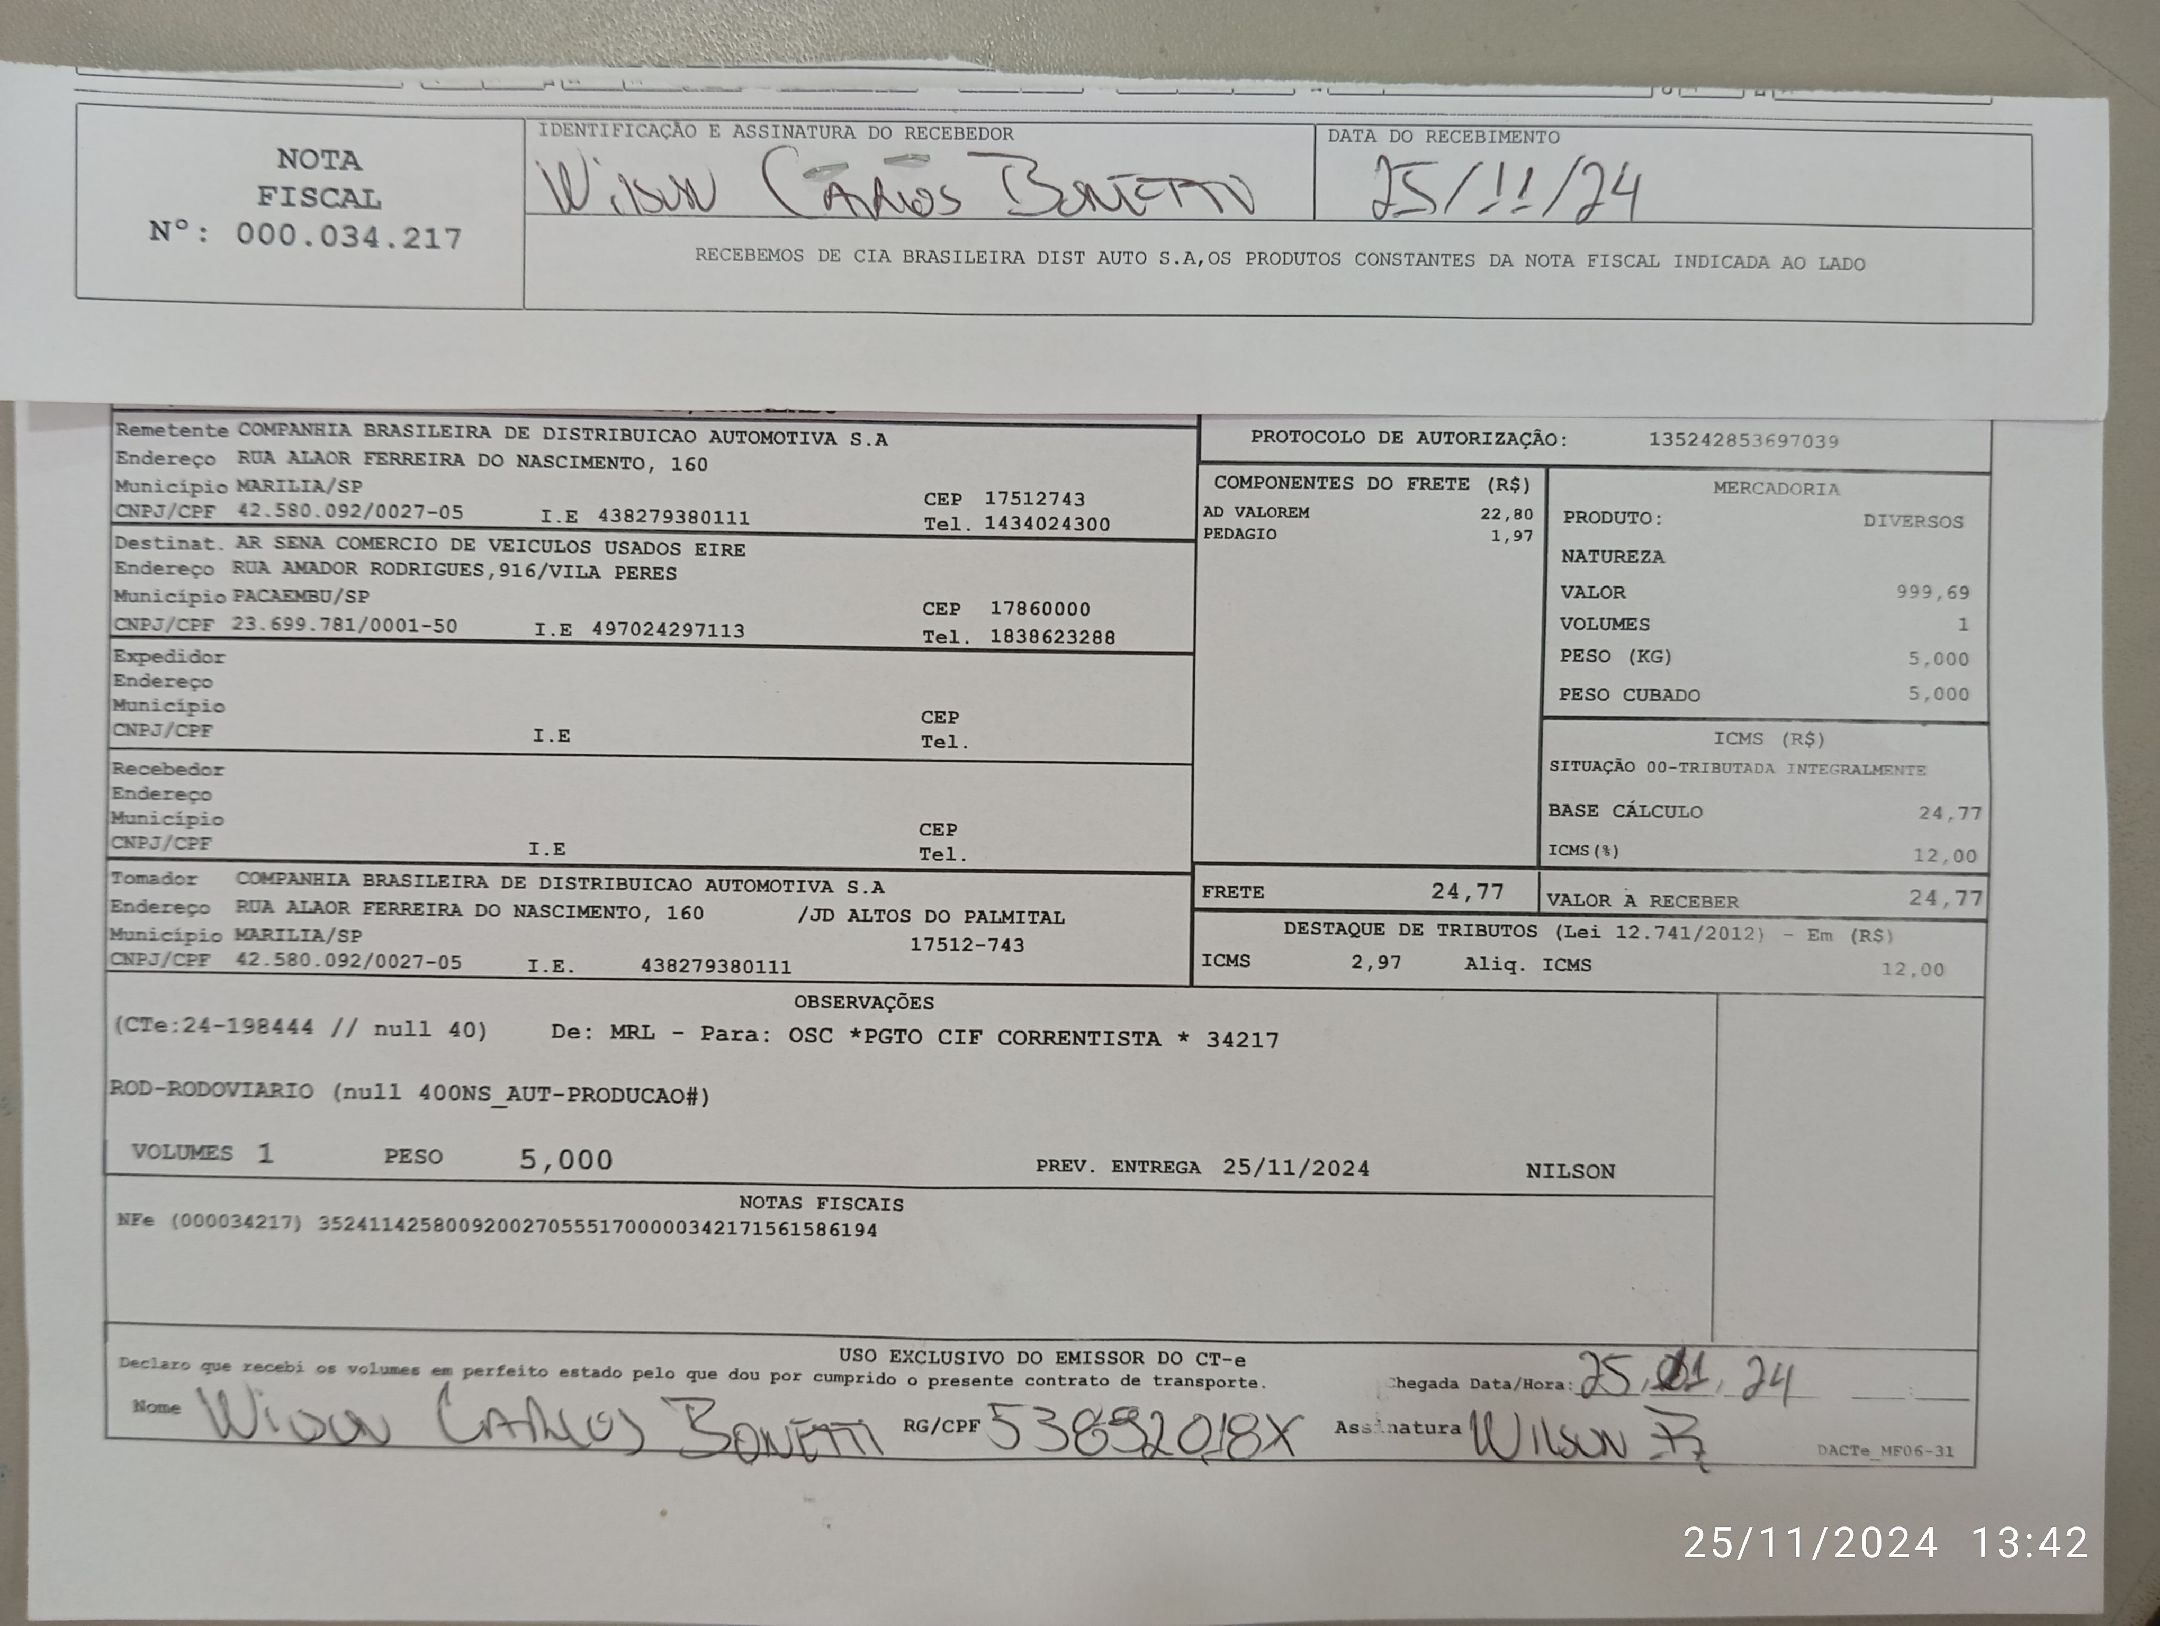 NOTA
FISCAL
Nº: 000.034.217
IDENTIFICAÇÃO E ASSINATURA DO RECEBEDOR
Wilson Carlos Bonetti
DATA DO RECEBIMENTO
25/11/24
RECEBEMOS DE CIA BRASILEIRA DIST AUTO S.A,OS PRODUTOS CONSTANTES DA NOTA FISCAL INDICADA AO LADO
Remetente COMPANHIA BRASILEIRA DE DISTRIBUICAO AUTOMOTIVA S.A
Endereço RUA ALAOR FERREIRA DO NASCIMENTO, 160
Município MARILIA/SP CEP 17512743
CNPJ/CPF 42.580.092/0027-05 I.E 438279380111 Tel. 1434024300
Destinat. AR SENA COMERCIO DE VEICULOS USADOS EIRE
Endereço RUA AMADOR RODRIGUES,916/VILA PERES
Município PACAEMBU/SP CEP 17860000
CNPJ/CPF 23.699.781/0001-50 I.E 497024297113 Tel. 1838623288
Expedidor
Endereço
Município CEP
CNPJ/CPF I.E Tel.
Recebedor
Endereço
Município CEP
CNPJ/CPF I.E Tel.
Tomador COMPANHIA BRASILEIRA DE DISTRIBUICAO AUTOMOTIVA S.A
Endereço RUA ALAOR FERREIRA DO NASCIMENTO, 160 /JD ALTOS DO PALMITAL
Município MARILIA/SP 17512-743
CNPJ/CPF 42.580.092/0027-05 I.E. 438279380111
PROTOCOLO DE AUTORIZAÇÃO: 135242853697039
COMPONENTES DO FRETE (R$)
AD VALOREM 22,80
PEDAGIO 1,97
MERCADORIA
PRODUTO: DIVERSOS
NATUREZA
VALOR 999,69
VOLUMES 1
PESO (KG) 5,000
PESO CUBADO 5,000
ICMS (R$)
SITUAÇÃO 00-TRIBUTADA INTEGRALMENTE
BASE CÁLCULO 24,77
ICMS(%) 12,00
FRETE 24,77 VALOR A RECEBER 24,77
DESTAQUE DE TRIBUTOS (Lei 12.741/2012) - Em (R$)
ICMS 2,97 Aliq. ICMS 12,00
OBSERVAÇÕES
(CTe:24-198444 // null 40) De: MRL - Para: OSC *PGTO CIF CORRENTISTA * 34217
ROD-RODOVIARIO (null 400NS_AUT-PRODUCAO#)
VOLUMES 1 PESO 5,000 PREV. ENTREGA 25/11/2024 NILSON
NOTAS FISCAIS
NFe (000034217) 35241142580092002705551700000342171561586194
USO EXCLUSIVO DO EMISSOR DO CT-e
Declaro que recebi os volumes em perfeito estado pelo que dou por cumprido o presente contrato de transporte.
Chegada Data/Hora: 25, 11, 24 :
Nome Wilson Carlos Bonetti RG/CPF 53892018X Assinatura Wilson B
DACTe_MF06-31
25/11/2024 13:42